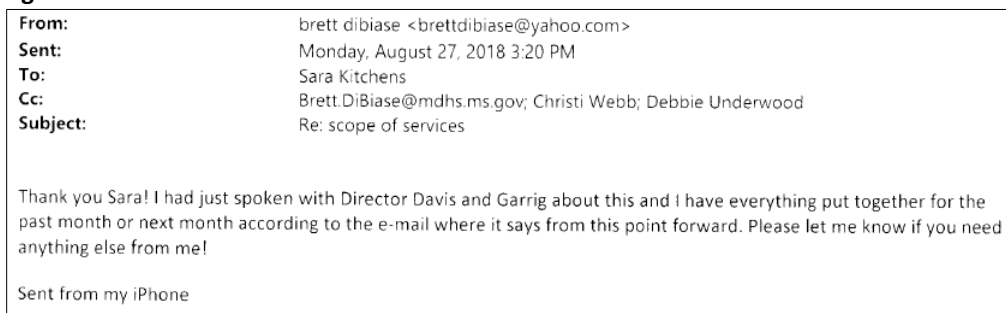 From: brett dibiase <brettdibiase@yahoo.com>
Sent: Monday, August 27, 2018 3:20 PM
To: Sara Kitchens
Cc: Brett.DiBiase@mdhs.ms.gov; Christi Webb; Debbie Underwood
Subject: Re: scope of services
Thank you Sara! I had just spoken with Director Davis and Garrig about this and I have everything put together for the
past month or next month according to the e-mail where it says from this point forward. Please let me know if you need
anything else from me!
Sent from my iPhone